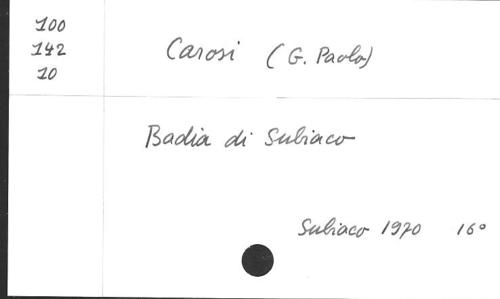 100
142
10
Carosi (G. Paolo)
Badia di Subiaco
Subiaco 1970 16°